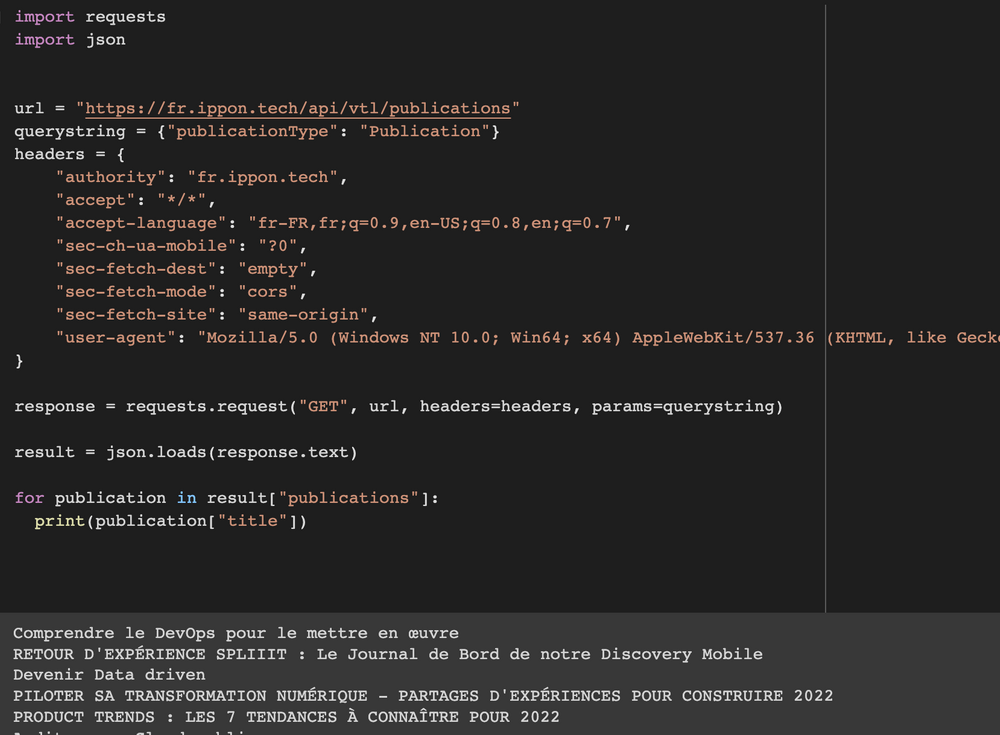 import requests
import json
url = "https://fr.ippon.tech/api/vtl/publications"
querystring = {"publicationType": "Publication"}
headers = {
    "authority": "fr.ippon.tech",
    "accept": "*/*",
    "accept-language": "fr-FR,fr;q=0.9,en-US;q=0.8,en;q=0.7",
    "sec-ch-ua-mobile": "?0",
    "sec-fetch-dest": "empty",
    "sec-fetch-mode": "cors",
    "sec-fetch-site": "same-origin",
    "user-agent": "Mozilla/5.0 (Windows NT 10.0; Win64; x64) AppleWebKit/537.36 (KHTML, like
}
response = requests.request("GET", url, headers=headers, params=querystring)
result = json.loads(response.text)
for publication in result["publications"]:
  print(publication["title"])
Comprendre le DevOps pour le mettre en œuvre
RETOUR D'EXPÉRIENCE SPLIIIT : Le Journal de Bord de notre Discovery Mobile
Devenir Data driven
PILOTER SA TRANSFORMATION NUMÉRIQUE – PARTAGES D'EXPÉRIENCES POUR CONSTRUIRE 2022
PRODUCT TRENDS : LES 7 TENDANCES À CONNAÎTRE POUR 2022